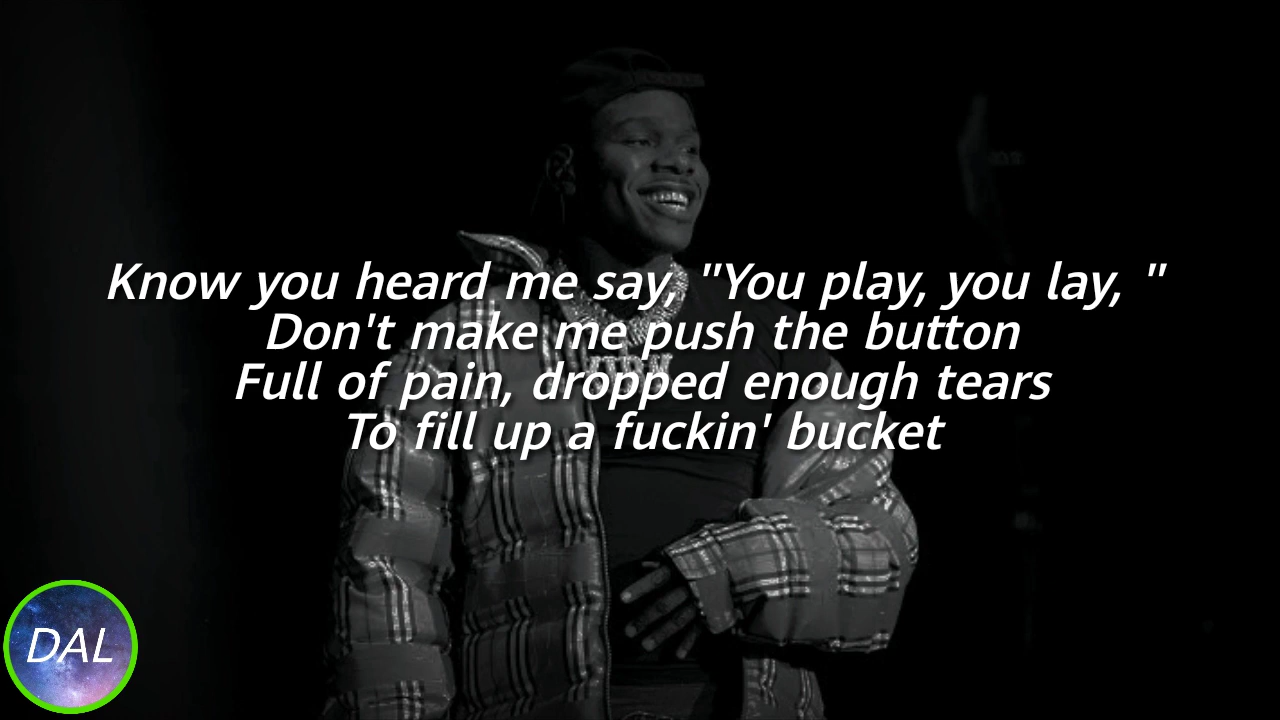 Know you heard me say, "You play, you lay, "
Don't make me push the button
Full of pain, dropped enough tears
To fill up a fuckin' bucket
DAL